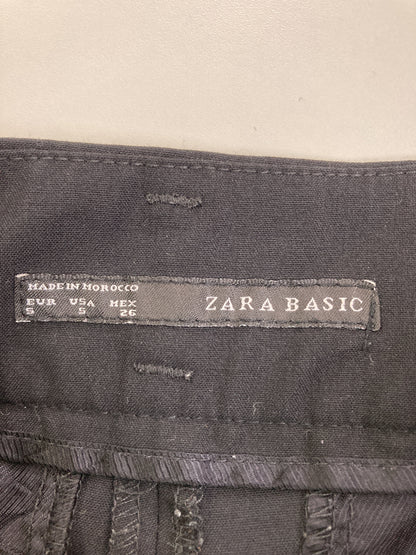 MADE IN MOROCCO
EUR USA MEX
S S 26
ZARA BASIC